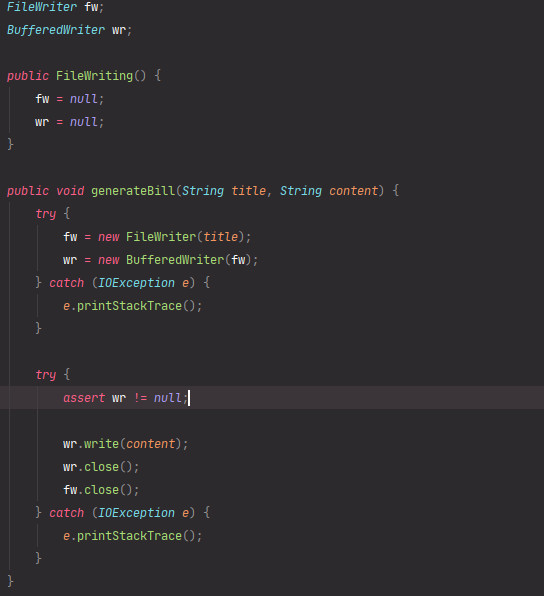 FileWriter fw;
BufferedWriter wr;
public FileWriting() {
fw = null;
wr = null;
}
public void generateBill(String title, String content) {
try {
fw = new FileWriter(title);
wr = new BufferedWriter(fw);
} catch (IOException e) {
e.printStackTrace();
}
try {
assert wr != null;
wr.write(content);
wr.close();
fw.close();
} catch (IOException e) {
e.printStackTrace();
}
}